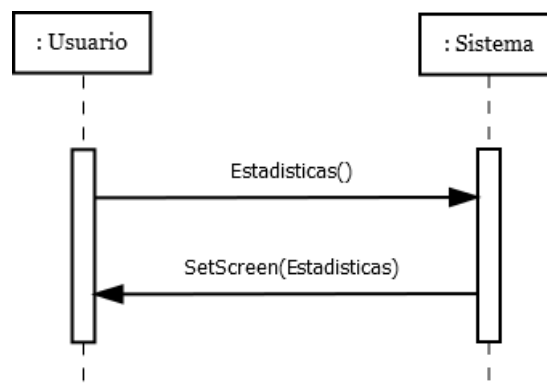 : Usuario
: Sistema
Estadisticas()
SetScreen(Estadisticas)